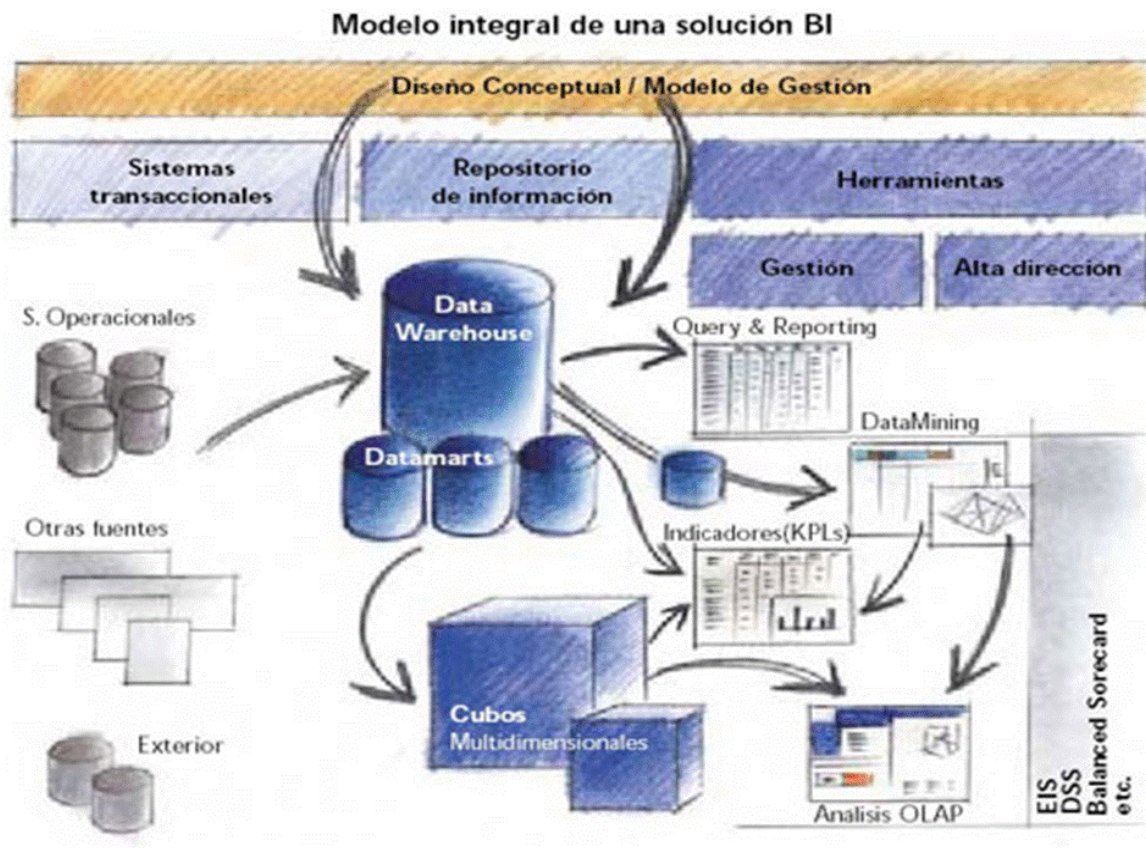 Modelo integral de una solución BI
Diseño Conceptual / Modelo de Gestión
Sistemas
transaccionales
Repositorio
de información
Herramientas
Gestión
Alta dirección
S. Operacionales
Data
Warehouse
Query & Reporting
DataMining
Datamarts
Otras fuentes
Indicadores(KPLs)
Cubos
Multidimensionales
Exterior
Análisis OLAP
EIS
DSS
Balanced Sorecard
etc.